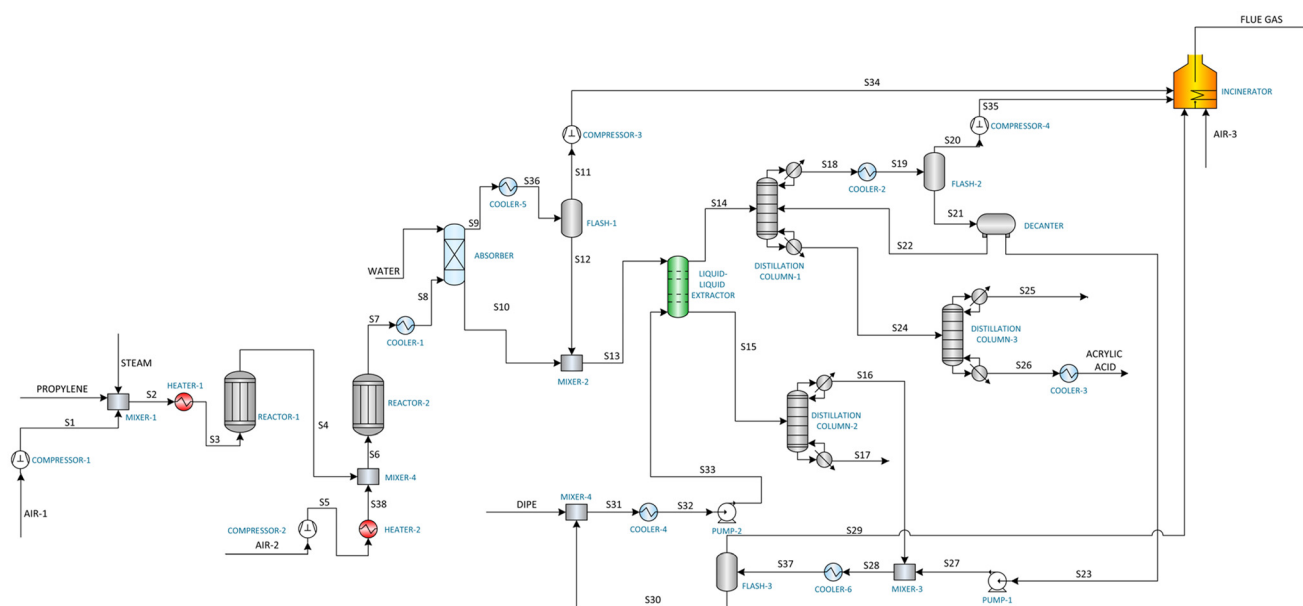 FLUE GAS
S34
INCINERATOR
S35
COMPRESSOR-4
COMPRESSOR-3
AIR-3
S20
S18
S19
S11
FLASH-2
COOLER-2
S36
COOLER-5
S14
S9
FLASH-1
S21
DECANTER
S22
WATER
ABSORBER
S12
DISTILLATION
COLUMN-1
LIQUID-
LIQUID
EXTRACTOR
S8
S10
S25
S7
S24
DISTILLATION
COLUMN-3
COOLER-1
S13
S15
STEAM
MIXER-2
ACRYLIC
ACID
S26
COOLER-3
PROPYLENE
HEATER-1
S2
MIXER-1
REACTOR-1
REACTOR-2
S16
S1
S3
S4
DISTILLATION
COLUMN-2
S6
S17
COMPRESSOR-1
MIXER-4
S33
S38
AIR-1
S5
COMPRESSOR-2
HEATER-2
AIR-2
DIPE
MIXER-4
S31
S32
COOLER-4
PUMP-2
S29
S37
S28
S27
S23
FLASH-3
COOLER-6
MIXER-3
PUMP-1
S30